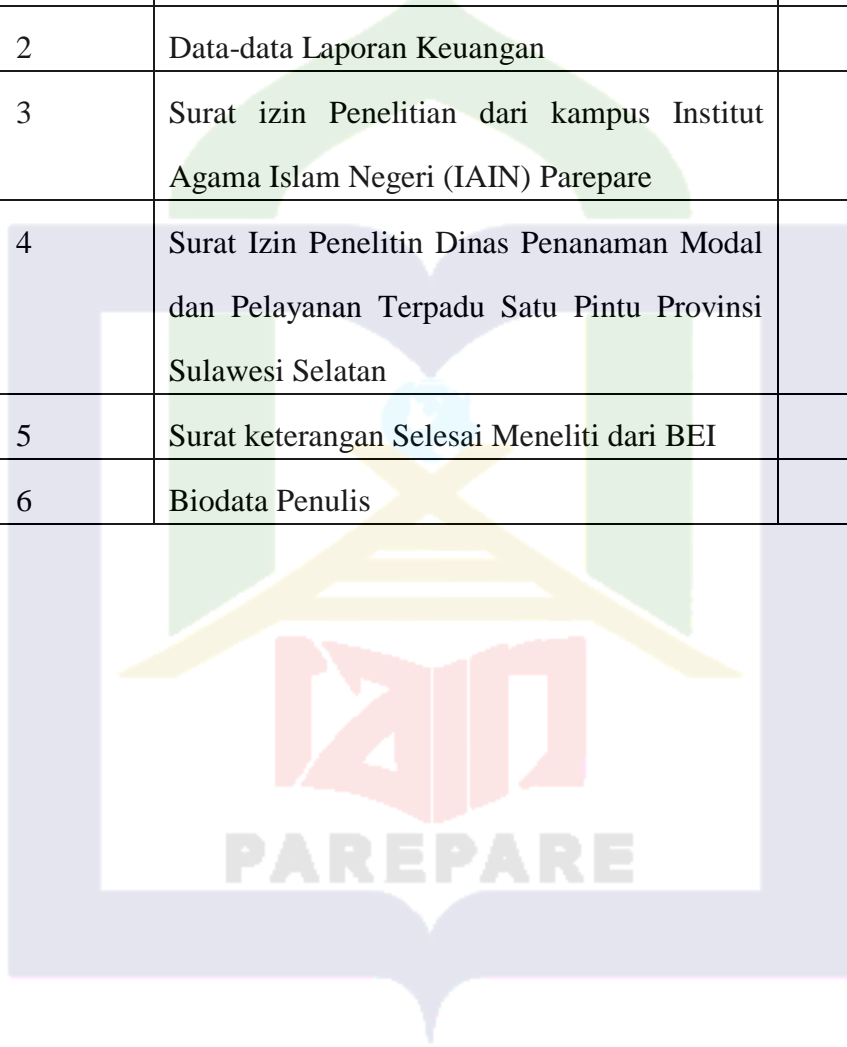 2 Data-data Laporan Keuangan
3 Surat izin Penelitian dari kampus Institut
Agama Islam Negeri (IAIN) Parepare
4 Surat Izin Penelitin Dinas Penanaman Modal
dan Pelayanan Terpadu Satu Pintu Provinsi
Sulawesi Selatan
5 Surat keterangan Selesai Meneliti dari BEI
6 Biodata Penulis
iain
PAREPARE